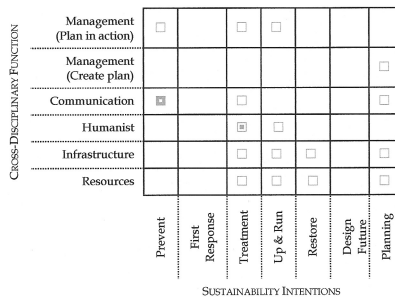 CROSS-DISCIPLINARY FUNCTION
Management
(Plan in action)
Management
(Create plan)
Communication
Humanist
Infrastructure
Resources
Prevent
First
Response
Treatment
Up & Run
Restore
Design
Future
Planning
SUSTAINABILITY INTENTIONS